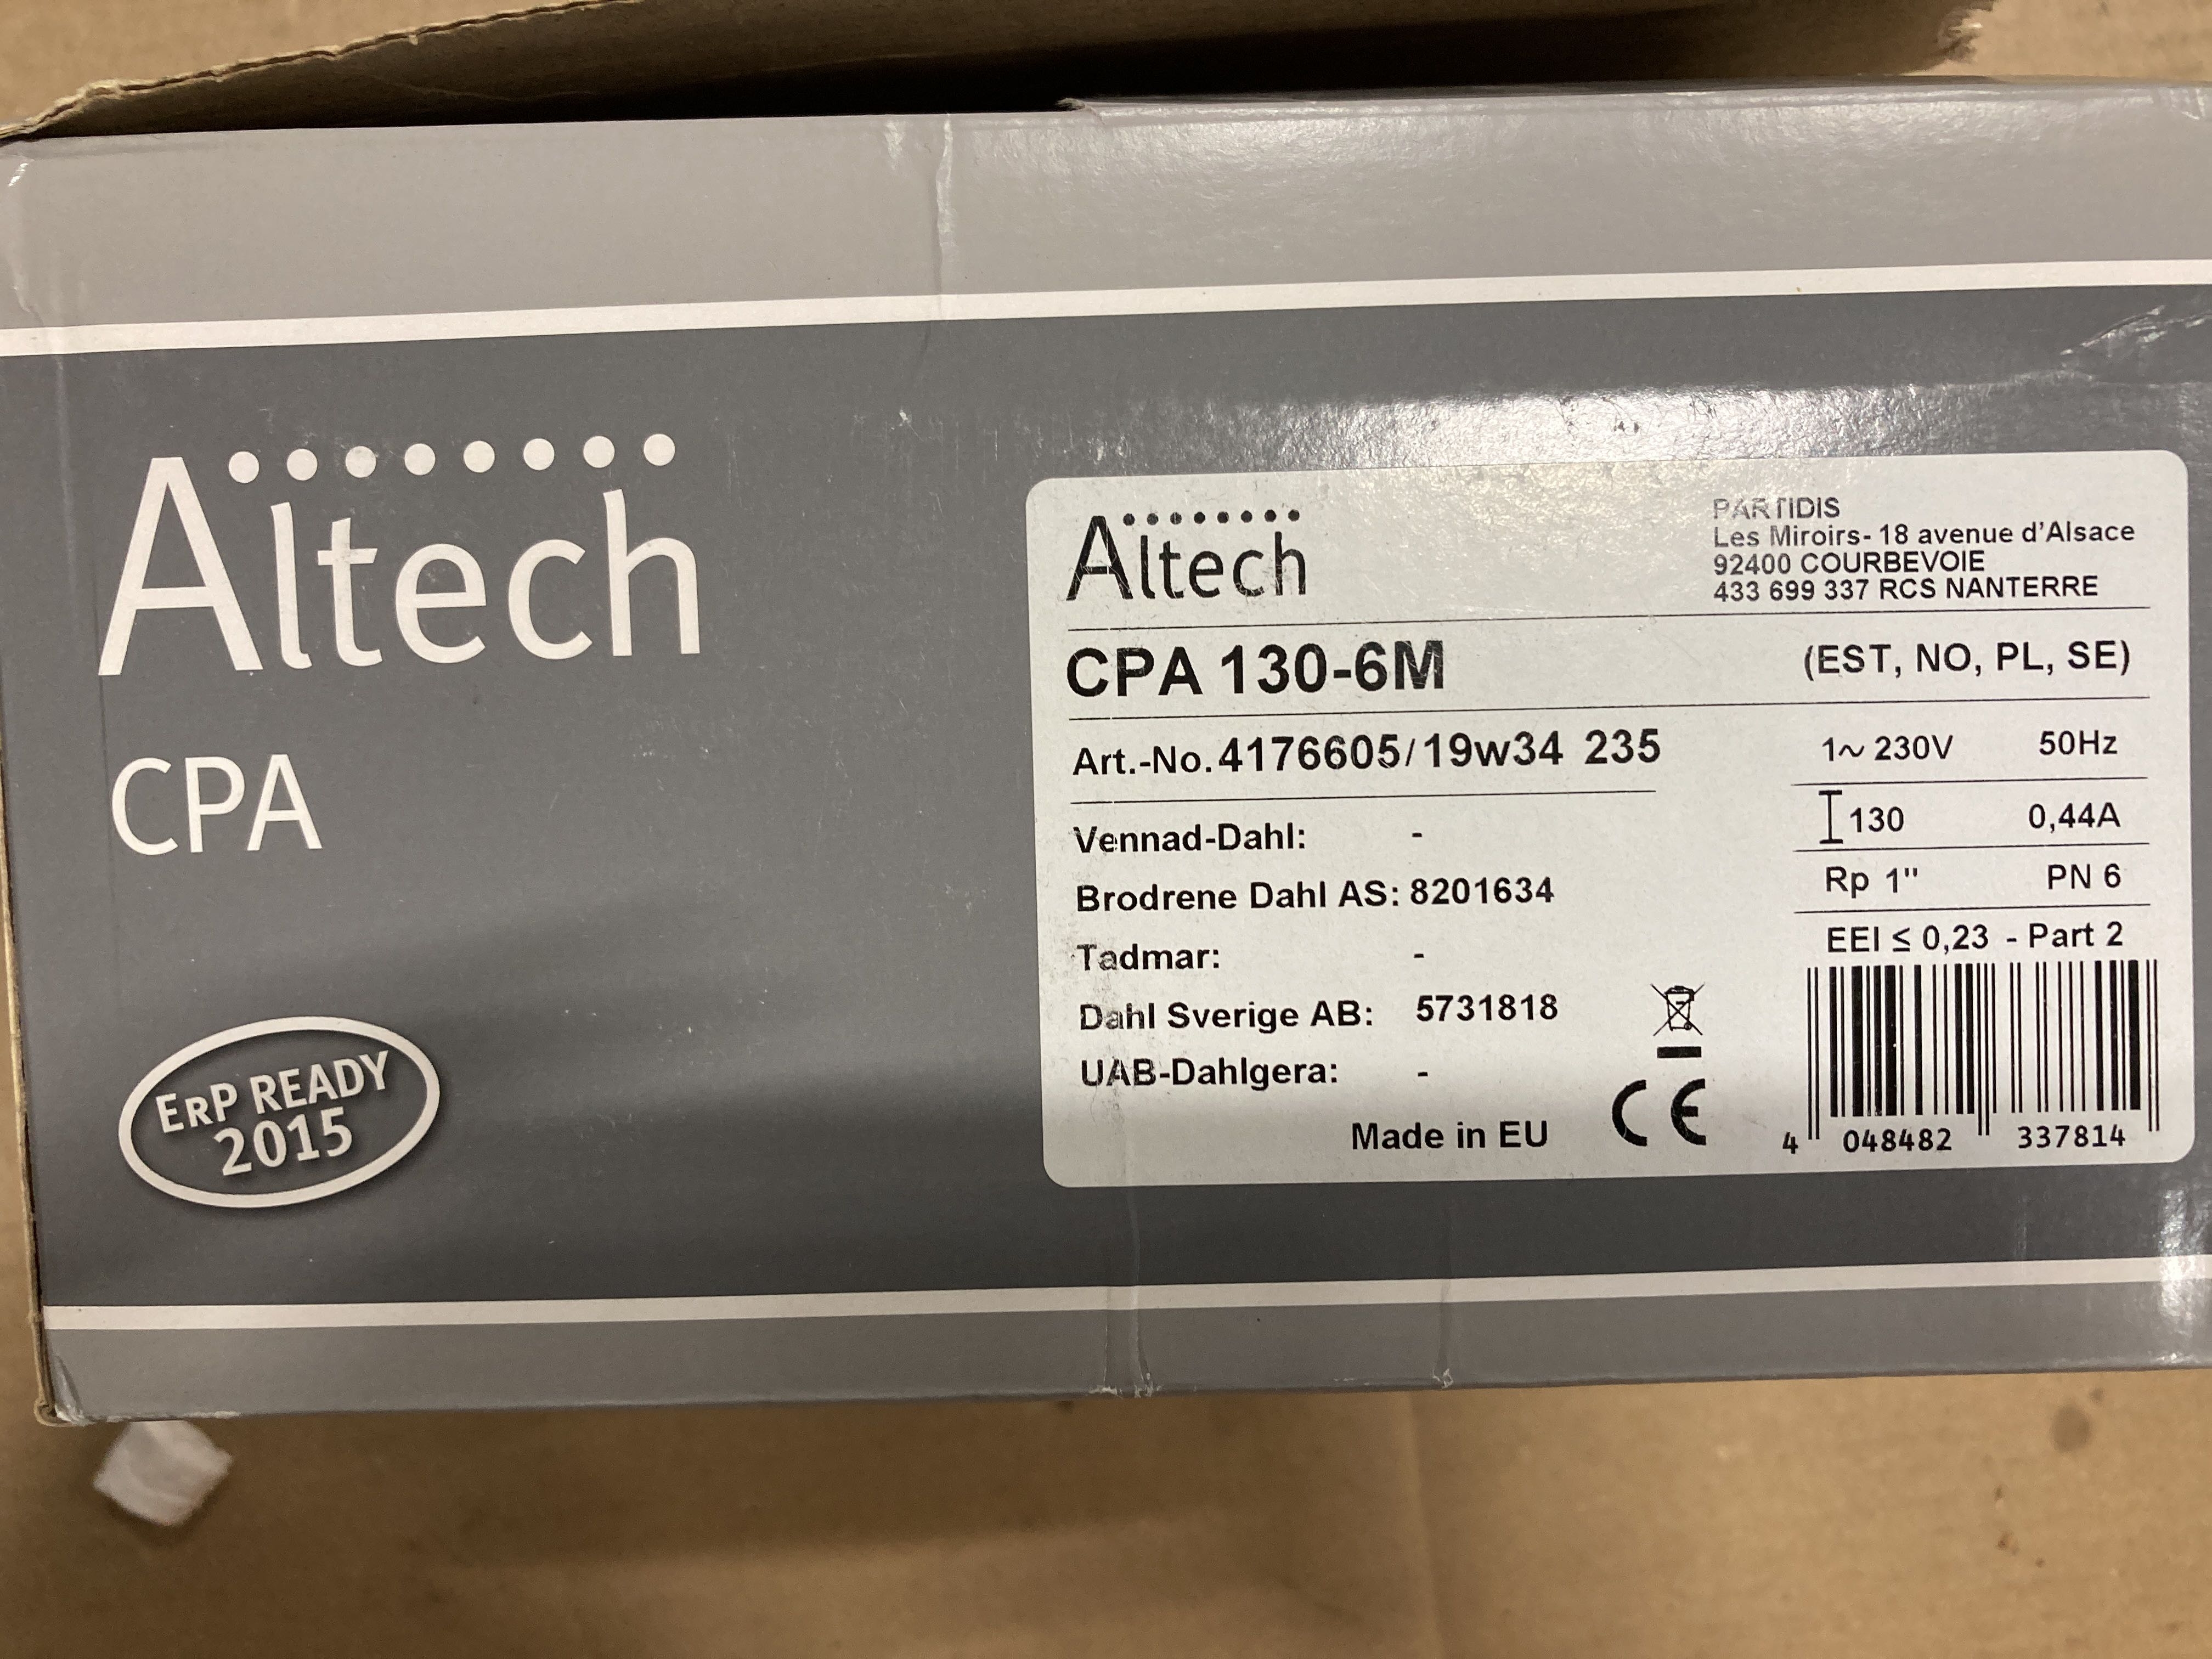 Altech
CPA
ErP READY
2015
Altech
PARTIDIS
Les Miroirs- 18 avenue d'Alsace
92400 COURBEVOIE
433 699 337 RCS NANTERRE
CPA 130-6M (EST, NO, PL, SE)
Art.-No. 4176605/19w34 235
1~ 230V 50Hz
130 0,44A
Rp 1" PN 6
EEI ≤ 0,23 - Part 2
Vennad-Dahl: -
Brodrene Dahl AS: 8201634
Tadmar: -
Dahl Sverige AB: 5731818
UAB-Dahlgera: -
Made in EU CE
4 048482 337814